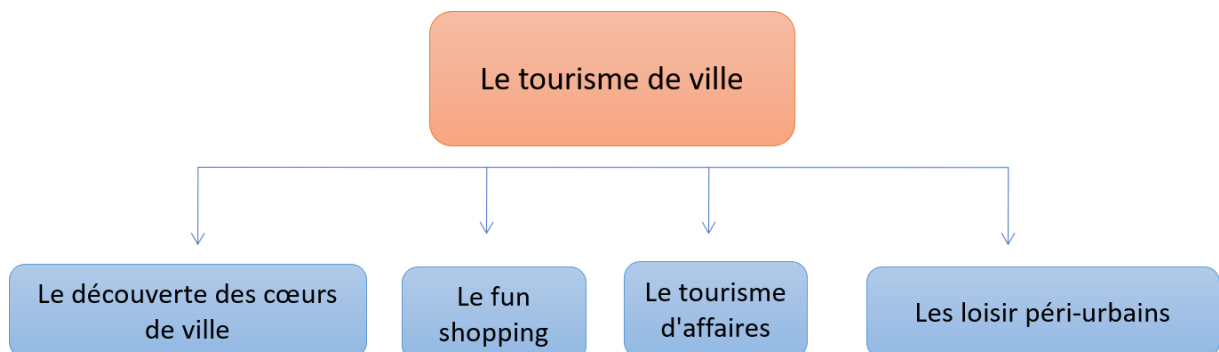 Le tourisme de ville
Le découverte des cœurs
de ville
Le fun
shopping
Le tourisme
d'affaires
Les loisir péri-urbains